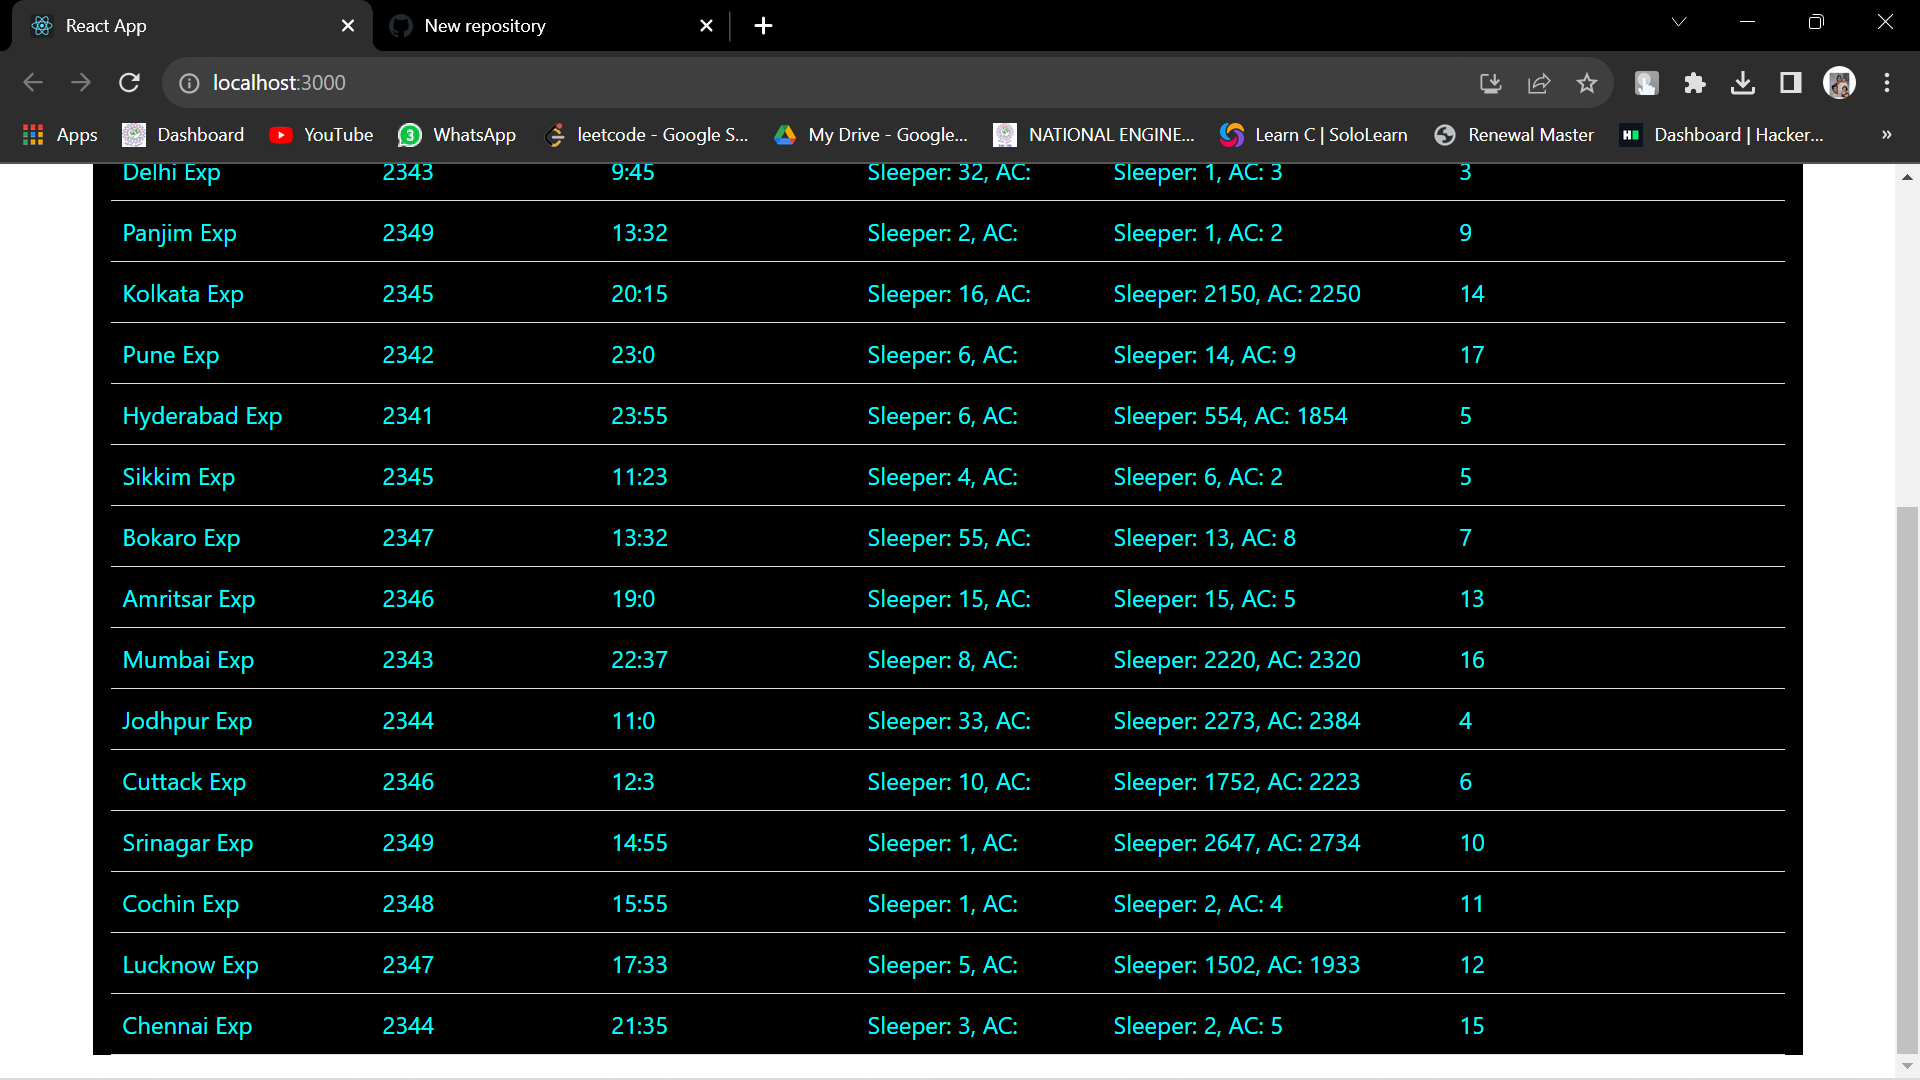 React App
New repository
localhost:3000
Apps Dashboard YouTube 3 WhatsApp leetcode - Google S... My Drive - Google... NATIONAL ENGINE... Learn C | SoloLearn Renewal Master H Dashboard | Hacker... »
Delhi Exp 2343 9:45 Sleeper: 32, AC: Sleeper: 1, AC: 3 3
Panjim Exp 2349 13:32 Sleeper: 2, AC: Sleeper: 1, AC: 2 9
Kolkata Exp 2345 20:15 Sleeper: 16, AC: Sleeper: 2150, AC: 2250 14
Pune Exp 2342 23:0 Sleeper: 6, AC: Sleeper: 14, AC: 9 17
Hyderabad Exp 2341 23:55 Sleeper: 6, AC: Sleeper: 554, AC: 1854 5
Sikkim Exp 2345 11:23 Sleeper: 4, AC: Sleeper: 6, AC: 2 5
Bokaro Exp 2347 13:32 Sleeper: 55, AC: Sleeper: 13, AC: 8 7
Amritsar Exp 2346 19:0 Sleeper: 15, AC: Sleeper: 15, AC: 5 13
Mumbai Exp 2343 22:37 Sleeper: 8, AC: Sleeper: 2220, AC: 2320 16
Jodhpur Exp 2344 11:0 Sleeper: 33, AC: Sleeper: 2273, AC: 2384 4
Cuttack Exp 2346 12:3 Sleeper: 10, AC: Sleeper: 1752, AC: 2223 6
Srinagar Exp 2349 14:55 Sleeper: 1, AC: Sleeper: 2647, AC: 2734 10
Cochin Exp 2348 15:55 Sleeper: 1, AC: Sleeper: 2, AC: 4 11
Lucknow Exp 2347 17:33 Sleeper: 5, AC: Sleeper: 1502, AC: 1933 12
Chennai Exp 2344 21:35 Sleeper: 3, AC: Sleeper: 2, AC: 5 15